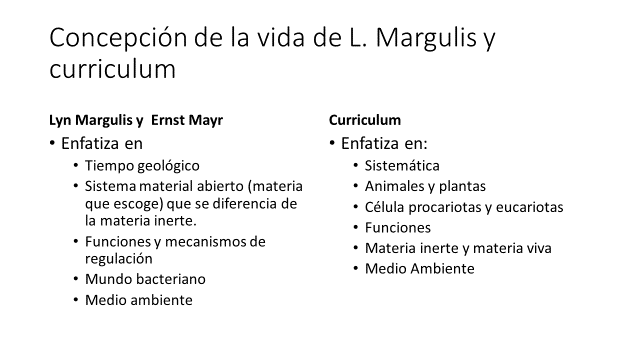 Concepción de la vida de L. Margulis y
curriculum
Lyn Margulis y  Ernst Mayr
• Enfatiza en
• Tiempo geológico
• Sistema material abierto (materia
que escoge) que se diferencia de
la materia inerte.
• Funciones y mecanismos de
regulación
• Mundo bacteriano
• Medio ambiente
Curriculum
• Enfatiza en:
• Sistemática
• Animales y plantas
• Célula procariotas y eucariotas
• Funciones
• Materia inerte y materia viva
• Medio Ambiente